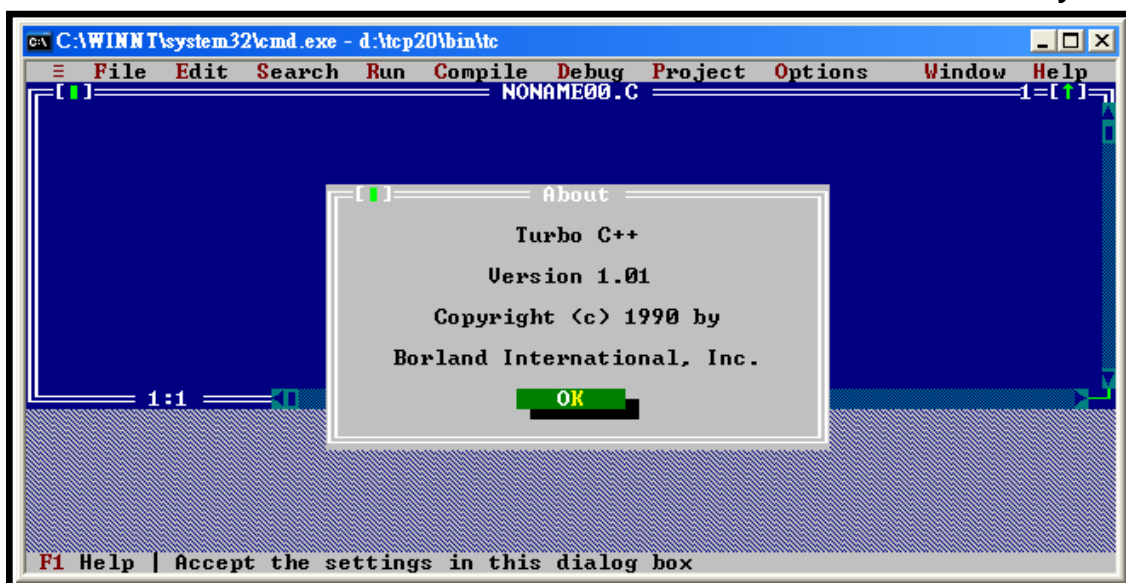 C:\WINNT\system32\cmd.exe - d:\tcp20\bin\tc
≡ File Edit Search Run Compile Debug Project Options Window Help
[▮] NONAME00.C 1=[↑]
[▮] About
Turbo C++
Version 1.01
Copyright (c) 1990 by
Borland International, Inc.
OK
1:1
F1 Help | Accept the settings in this dialog box